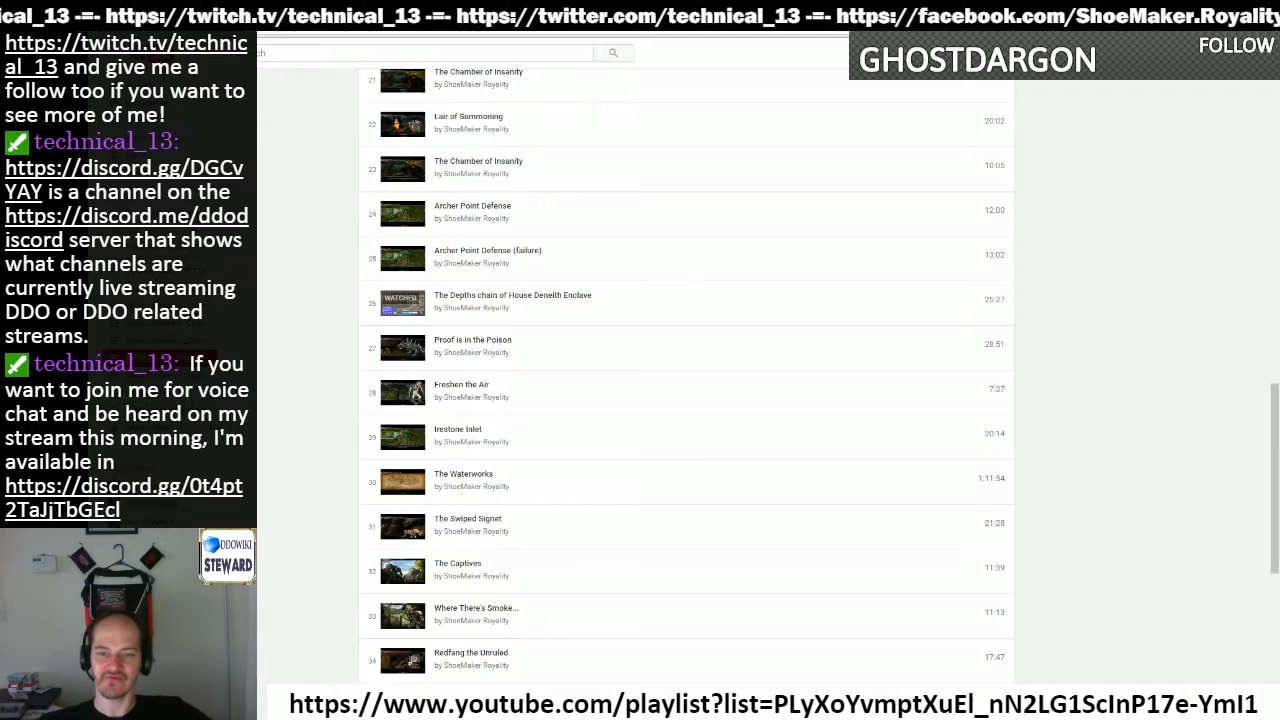 ical_13 -=- https://twitch.tv/technical_13 -=- https://twitter.com/technical_13 -=- https://facebook.com/ShoeMaker.Royality
https://twitch.tv/technic
al_13 and give me a
follow too if you want to
see more of me!
technical_13:
https://discord.gg/DGCv
YAY is a channel on the
https://discord.me/ddod
iscord server that shows
what channels are
currently live streaming
DDO or DDO related
streams.
technical_13: If you
want to join me for voice
chat and be heard on my
stream this morning, I'm
available in
https://discord.gg/0t4pt
2TaJjTbGEcl
DDOWIKI
STEWARD
ch
GHOSTDARGON
FOLLOW
21 The Chamber of Insanity
by ShoeMaker Royality
22 Lair of Summoning 20:02
by ShoeMaker Royality
23 The Chamber of Insanity 10:05
by ShoeMaker Royality
24 Archer Point Defense 12:00
by ShoeMaker Royality
25 Archer Point Defense (failure) 13:02
by ShoeMaker Royality
26 WATCHED The Depths chain of House Deneith Enclave 25:27
by ShoeMaker Royality
27 Proof is in the Poison 28:51
by ShoeMaker Royality
28 Freshen the Air 7:37
by ShoeMaker Royality
29 Irestone Inlet 20:14
by ShoeMaker Royality
30 The Waterworks 1:11:54
by ShoeMaker Royality
31 The Swiped Signet 21:28
by ShoeMaker Royality
32 The Captives 11:39
by ShoeMaker Royality
33 Where There's Smoke... 11:13
by ShoeMaker Royality
34 Redfang the Unruled 17:47
by ShoeMaker Royality
https://www.youtube.com/playlist?list=PLyXoYvmptXuEl_nN2LG1ScInP17e-YmI1